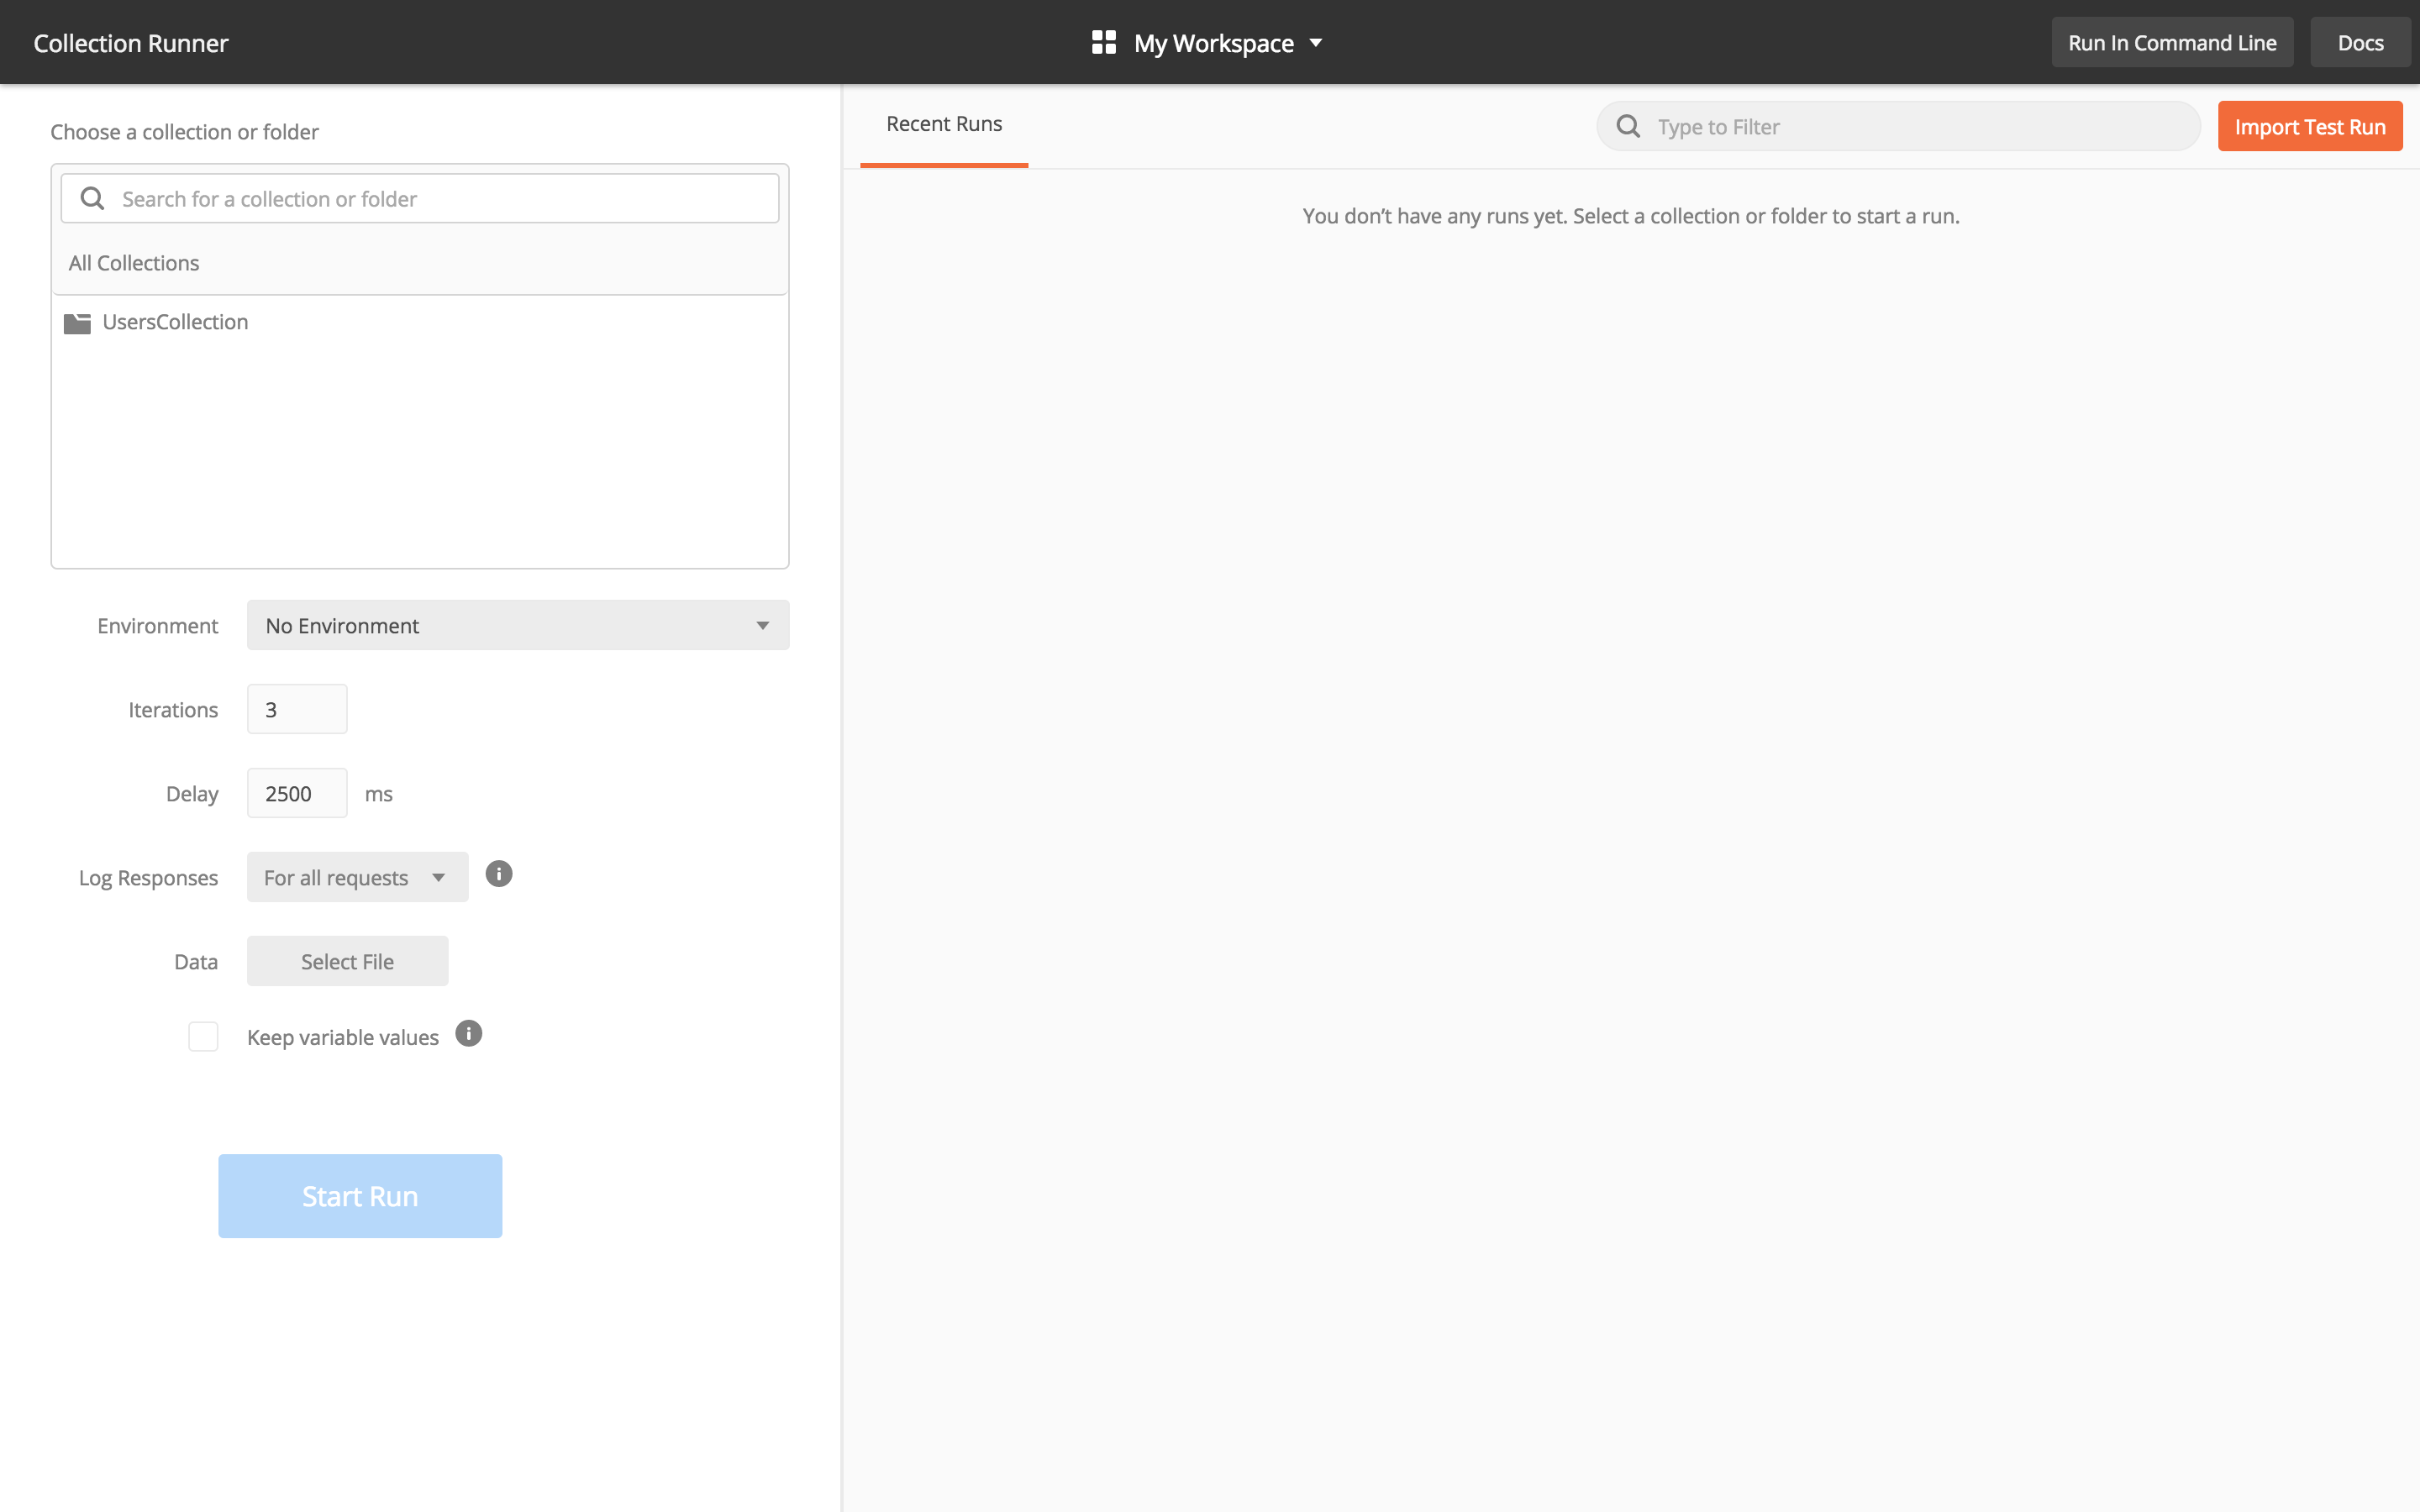 Collection Runner
My Workspace
Run In Command Line
Docs
Choose a collection or folder
Search for a collection or folder
All Collections
UsersCollection
Environment
No Environment
Iterations
3
Delay
2500
ms
Log Responses
For all requests
Data
Select File
Keep variable values
Start Run
Recent Runs
Type to Filter
Import Test Run
You don’t have any runs yet. Select a collection or folder to start a run.